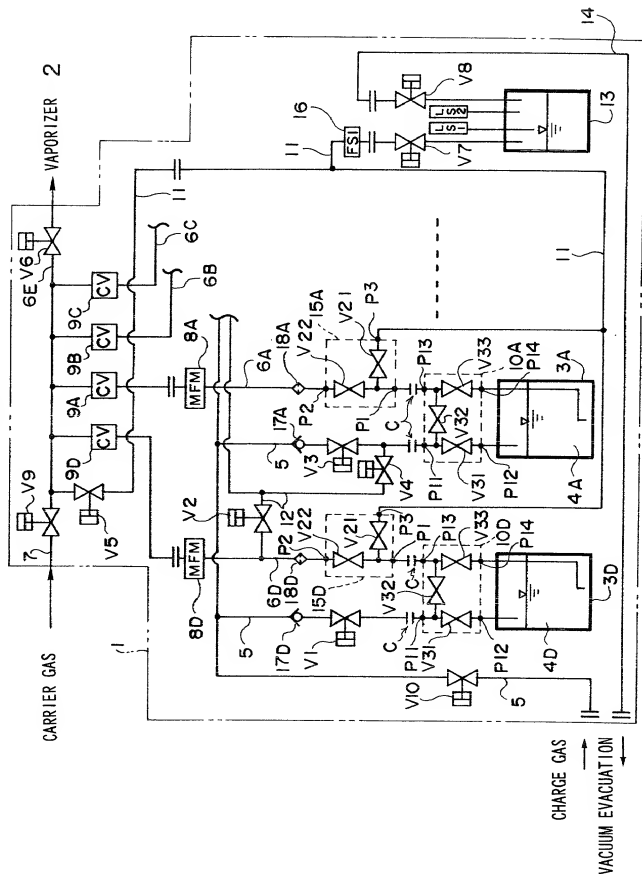 14
VAPORIZER 2
V8
16
FS1
LS2
LS1
13
11
V7
11
V6
6E
6C
9C
CV
6B
9B
CV
8A
9A
CV
MFM
6A
18A
V22
15A
V21
P3
11
9D
CV
V9
7
V5
1
CARRIER GAS
V2
P2
17A
5
V3
P1
C
P13
V33
10A
P14
3A
V32
4A
P11
V4
V31
P12
12
V22
V21
P3
P1
P13
V33
10D
P14
8D
MFM
P2
6D
18D
15D
C
V32
3D
4D
5
17D
V1
C
P11
V31
P12
V10
5
CHARGE GAS
VACUUM EVACUATION